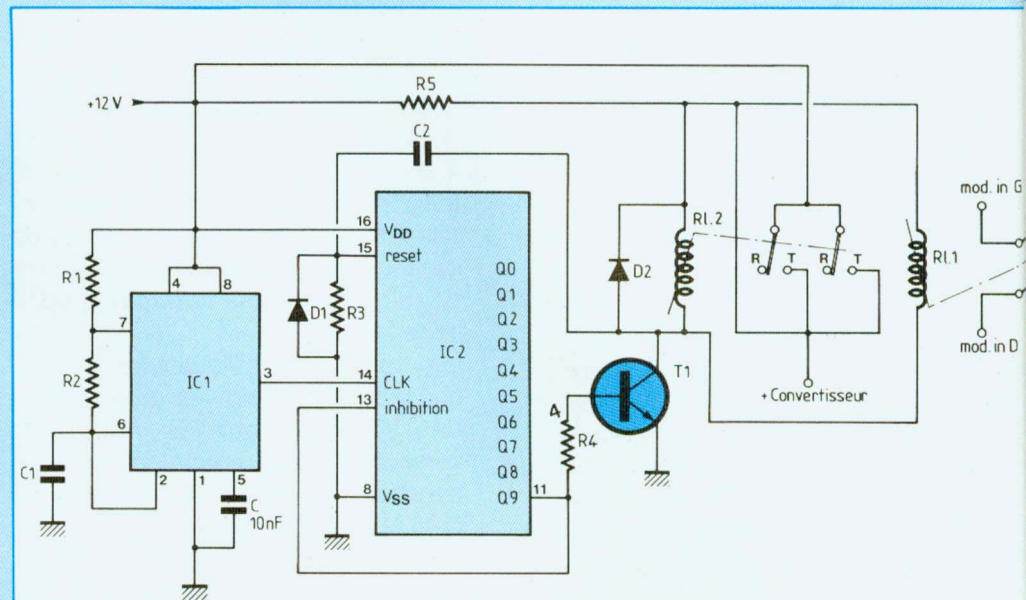 +12 V
R5
C2
mod. in G
Rl.2
16
VDD
15
reset
R T R T
Rl.1
R1
4 8
Q0
Q1
D2
7
D1
R3
Q2
mod. in D
IC 2
Q3
R2
IC 1
3
14
CLK
Q4
T1
+ Convertisseur
13
inhibition
Q5
4
6
Q6
R4
Q7
C1
2 1 5
Q8
8
VSS
Q9
11
C
10nF